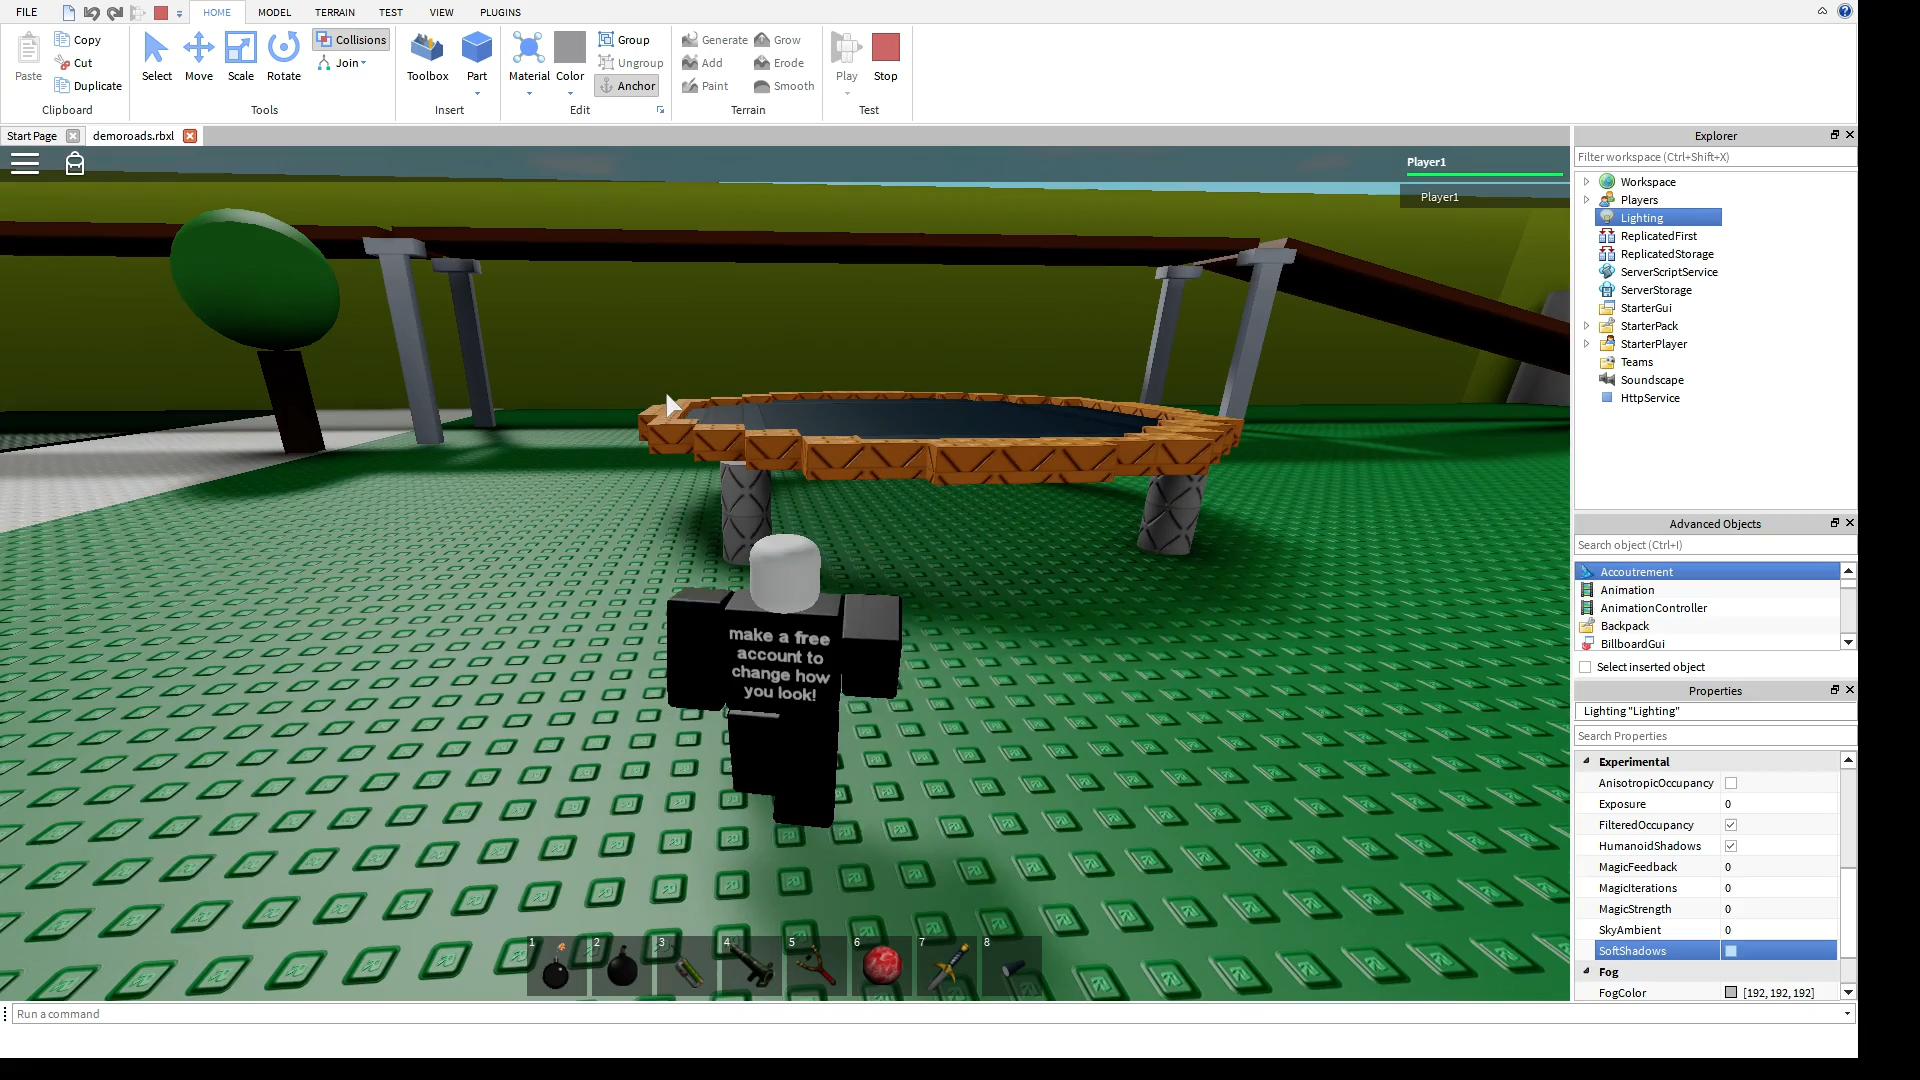 FILE HOME MODEL TERRAIN TEST VIEW PLUGINS
Paste Copy Cut Duplicate Clipboard
Select Move Scale Rotate Collisions Join Tools
Toolbox Part Insert
Material Color Group Ungroup Anchor Edit
Generate Grow Add Erode Paint Smooth Terrain
Play Stop Test
Start Page demoroads.rbxl
Player1
Player1
make a free
account to
change how
you look!
1 2 3 4 5 6 7 8
Run a command
Explorer
Filter workspace (Ctrl+Shift+X)
Workspace
Players
Lighting
ReplicatedFirst
ReplicatedStorage
ServerScriptService
ServerStorage
StarterGui
StarterPack
StarterPlayer
Teams
Soundscape
HttpService
Advanced Objects
Search object (Ctrl+I)
Accoutrement
Animation
AnimationController
Backpack
BillboardGui
Select inserted object
Properties
Lighting "Lighting"
Search Properties
Experimental
AnisotropicOccupancy
Exposure 0
FilteredOccupancy
HumanoidShadows
MagicFeedback 0
MagicIterations 0
MagicStrength 0
SkyAmbient 0
SoftShadows
Fog
FogColor [192, 192, 192]